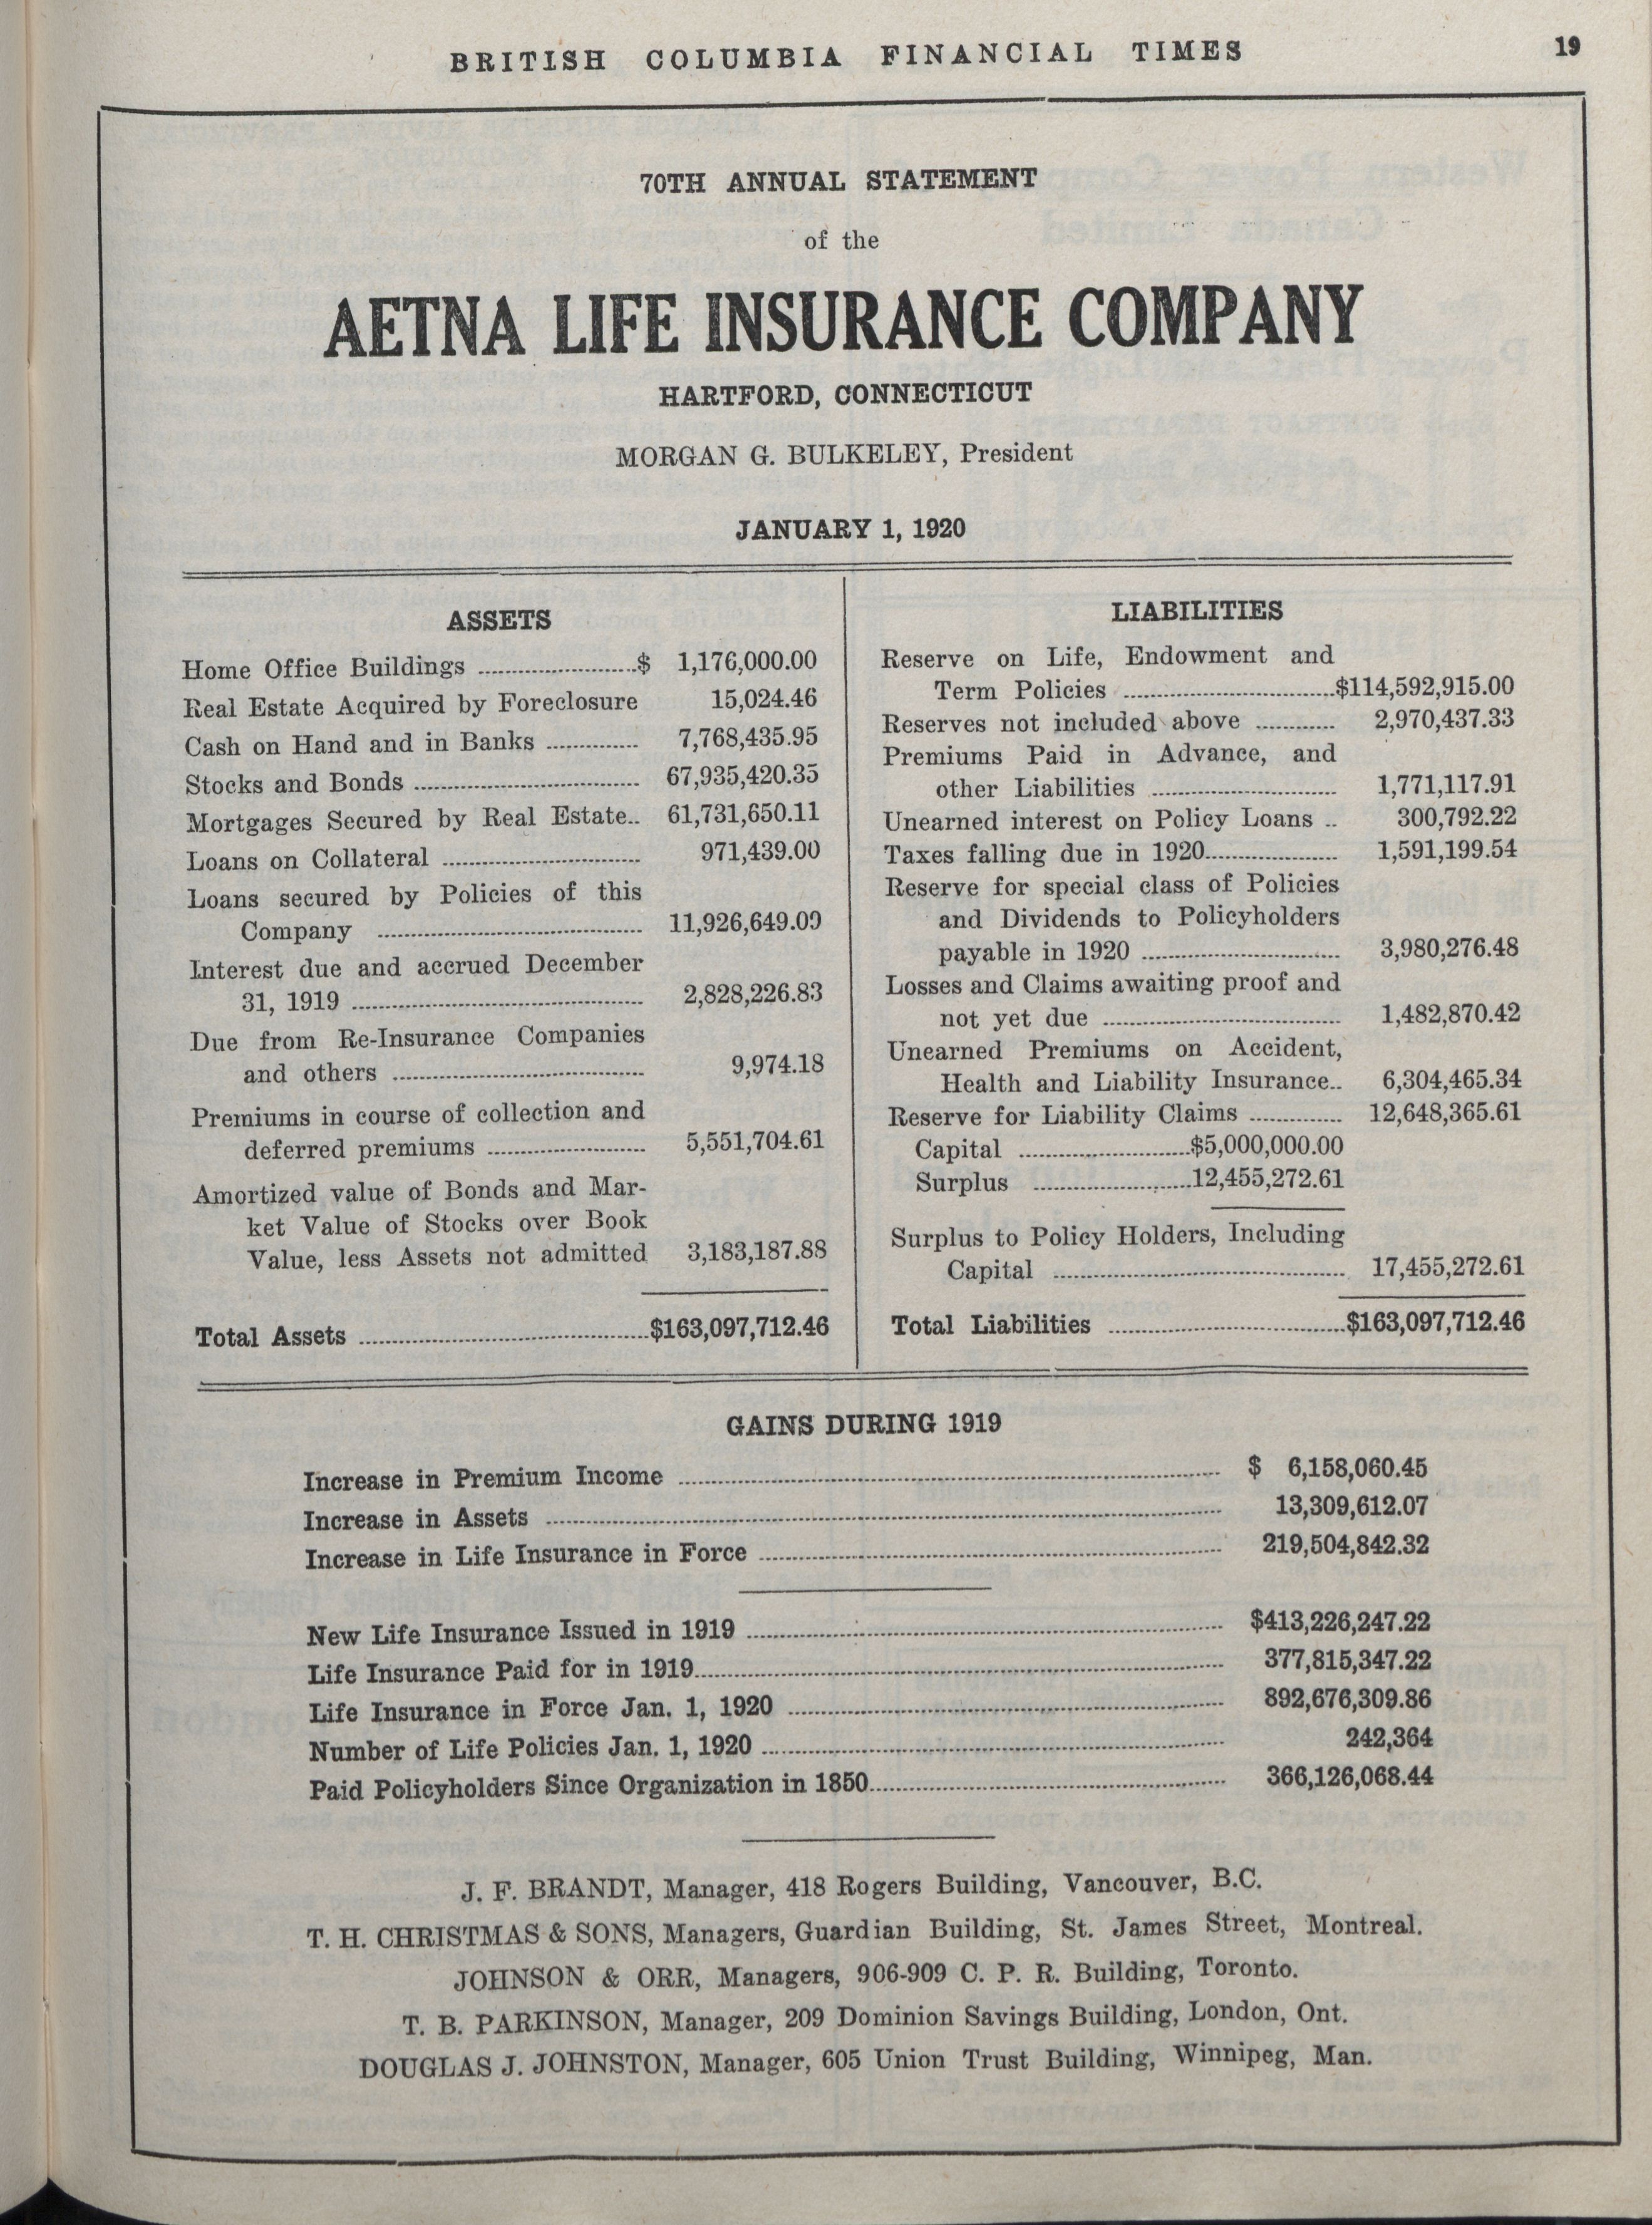 BRITISH COLUMBIA FINANCIAL TIMES 19
70TH ANNUAL STATEMENT
of the
AETNA LIFE INSURANCE COMPANY
HARTFORD, CONNECTICUT
MORGAN G. BULKELEY, President
JANUARY 1, 1920
ASSETS
Home Office Buildings ........................$ 1,176,000.00
Real Estate Acquired by Foreclosure 15,024.46
Cash on Hand and in Banks .............. 7,768,435.95
Stocks and Bonds .................................. 67,935,420.35
Mortgages Secured by Real Estate.. 61,731,650.11
Loans on Collateral .............................. 971,439.00
Loans secured by Policies of this
Company ........................................ 11,926,649.09
Interest due and accrued December
31, 1919 ............................................ 2,828,226.83
Due from Re-Insurance Companies
and others ...................................... 9,974.18
Premiums in course of collection and
deferred premiums ........................ 5,551,704.61
Amortized value of Bonds and Mar-
ket Value of Stocks over Book
Value, less Assets not admitted 3,183,187.88
Total Assets ............................................$163,097,712.46
LIABILITIES
Reserve on Life, Endowment and
Term Policies ................................$114,592,915.00
Reserves not included above ............ 2,970,437.33
Premiums Paid in Advance, and
other Liabilities ............................ 1,771,117.91
Unearned interest on Policy Loans .. 300,792.22
Taxes falling due in 1920.................... 1,591,199.54
Reserve for special class of Policies
and Dividends to Policyholders
payable in 1920 .............................. 3,980,276.48
Losses and Claims awaiting proof and
not yet due .................................... 1,482,870.42
Unearned Premiums on Accident,
Health and Liability Insurance.. 6,304,465.34
Reserve for Liability Claims .............. 12,648,365.61
Capital ..........................$5,000,000.00
Surplus ........................12,455,272.61
Surplus to Policy Holders, Including
Capital ............................................ 17,455,272.61
Total Liabilities ....................................$163,097,712.46
GAINS DURING 1919
Increase in Premium Income .................................................................................. $ 6,158,060.45
Increase in Assets ...................................................................................................... 13,309,612.07
Increase in Life Insurance in Force ...................................................................... 219,504,842.32
New Life Insurance Issued in 1919 ........................................................................ $413,226,247.22
Life Insurance Paid for in 1919................................................................................ 377,815,347.22
Life Insurance in Force Jan. 1, 1920 .................................................................. 892,676,309.86
Number of Life Policies Jan. 1, 1920 ...................................................................... 242,364
Paid Policyholders Since Organization in 1850...................................................... 366,126,068.44
J. F. BRANDT, Manager, 418 Rogers Building, Vancouver, B.C.
T. H. CHRISTMAS & SONS, Managers, Guardian Building, St. James Street, Montreal.
JOHNSON & ORR, Managers, 906-909 C. P. R. Building, Toronto.
T. B. PARKINSON, Manager, 209 Dominion Savings Building, London, Ont.
DOUGLAS J. JOHNSTON, Manager, 605 Union Trust Building, Winnipeg, Man.